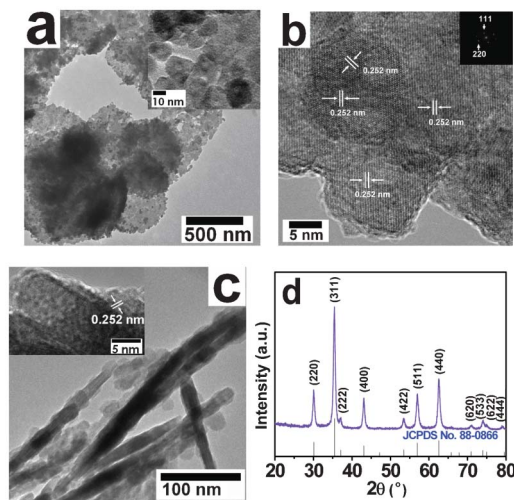 a
10 nm
500 nm
b
111
220
0.252 nm
0.252 nm
0.252 nm
0.252 nm
5 nm
c
0.252 nm
5 nm
100 nm
d
Intensity (a.u.)
(220)
(311)
(222)
(400)
(422)
(511)
(440)
(620)
(533)
(622)
(444)
JCPDS No. 88-0866
20 30 40 50 60 70 80
2θ (°)